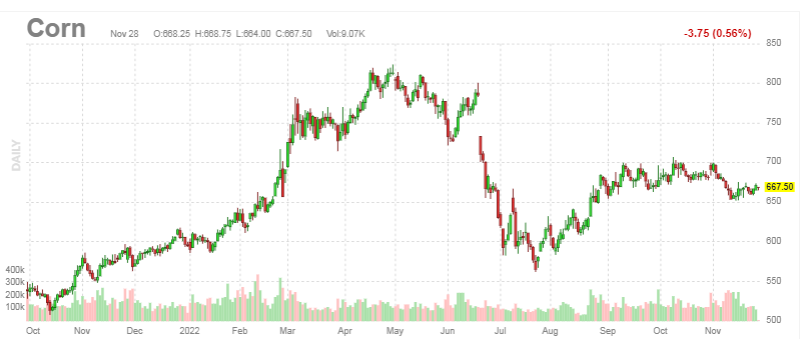 Corn Nov 28 O:668.25 H:668.75 L:664.00 C:667.50 Vol:9.07K -3.75 (0.56%)
850
800
750
DAILY
700
667.50
650
600
400k
550
300k
200k
100k
500
Oct Nov Dec 2022 Feb Mar Apr May Jun Jul Aug Sep Oct Nov